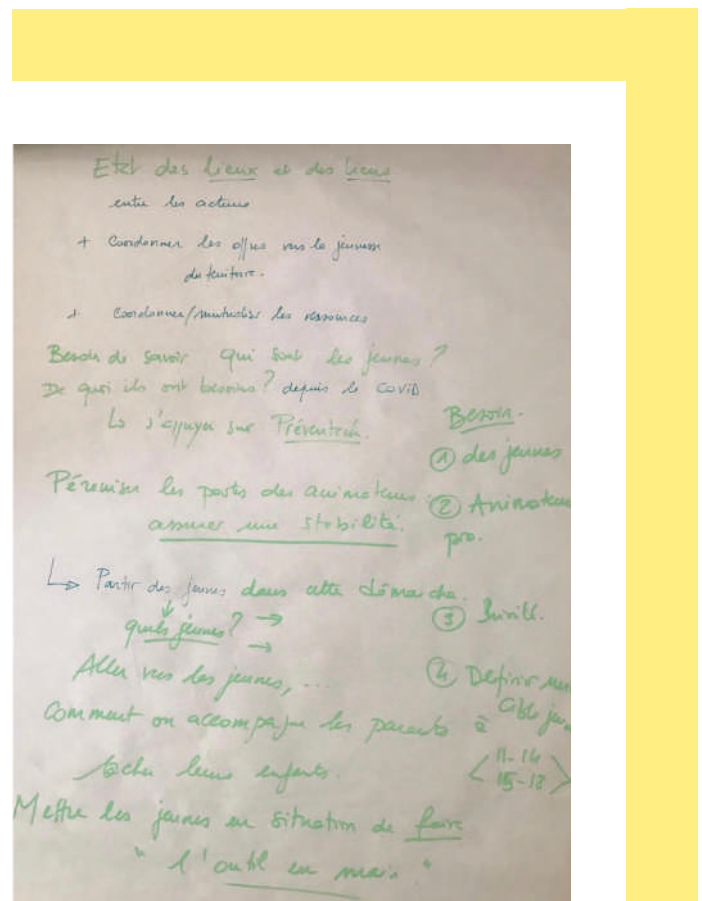 Etat des lieux et des liens
entre les acteurs
+ Coordonner les offres vers la jeunesse
du territoire.
+ Coordonner/mutualiser les ressources
Besoin de savoir qui sont les jeunes ?
De quoi ils ont besoins ? depuis le COVID
↳ s'appuyer sur
Pérenniser les posts des animateurs :
assurer une stabilité.
↳ Partir des jeunes dans cette démarche.
quels jeunes ? →
→
Aller vers les jeunes, ...
Comment on accompagne les parents à
lâcher leurs enfants.
Mettre les jeunes en situation de faire
" l'outil en main "
Besoin.
① des jeunes
② Animateur
pro.
③
④ Définir une
cible
< 11-14
15-18 >